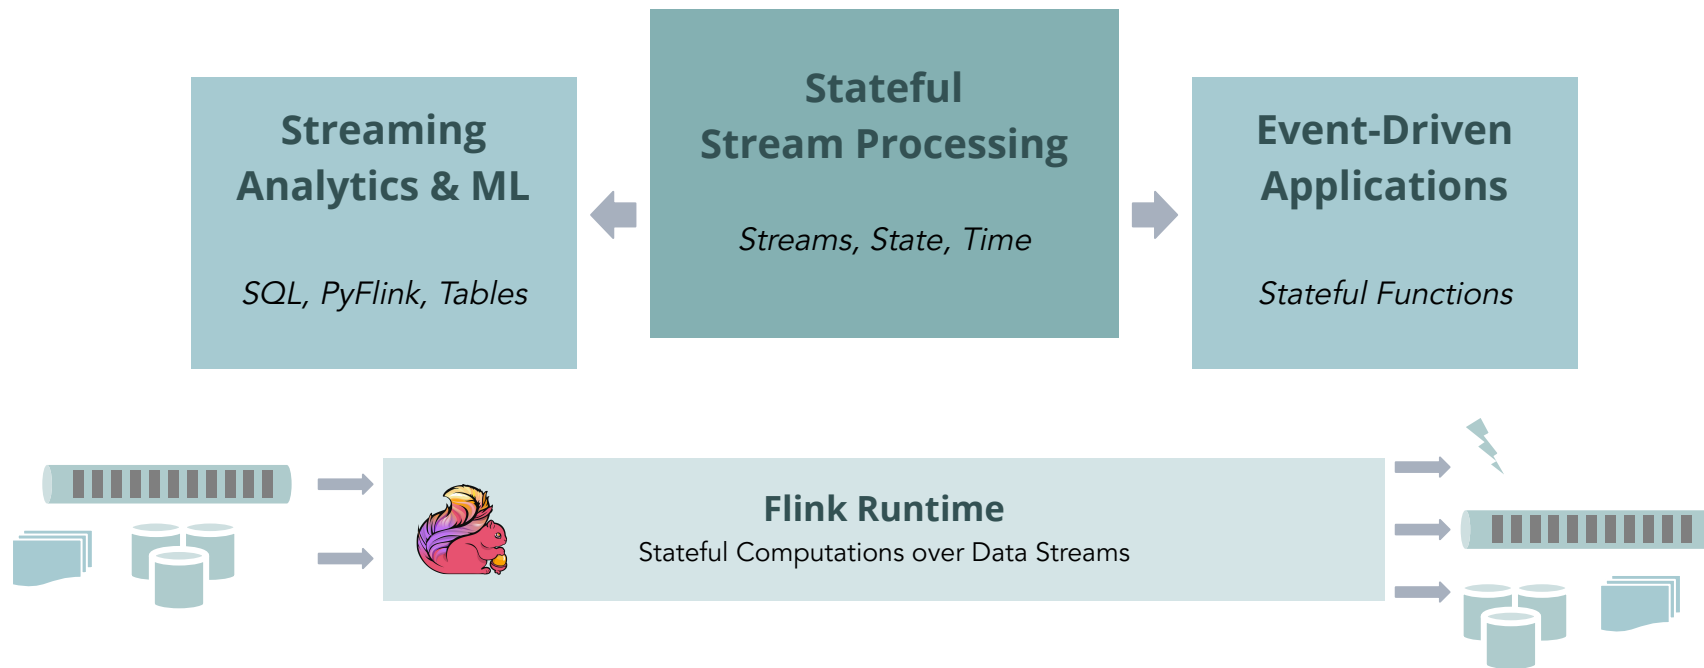 Streaming
Analytics & ML
SQL, PyFlink, Tables
Stateful
Stream Processing
Streams, State, Time
Event-Driven
Applications
Stateful Functions
Flink Runtime
Stateful Computations over Data Streams